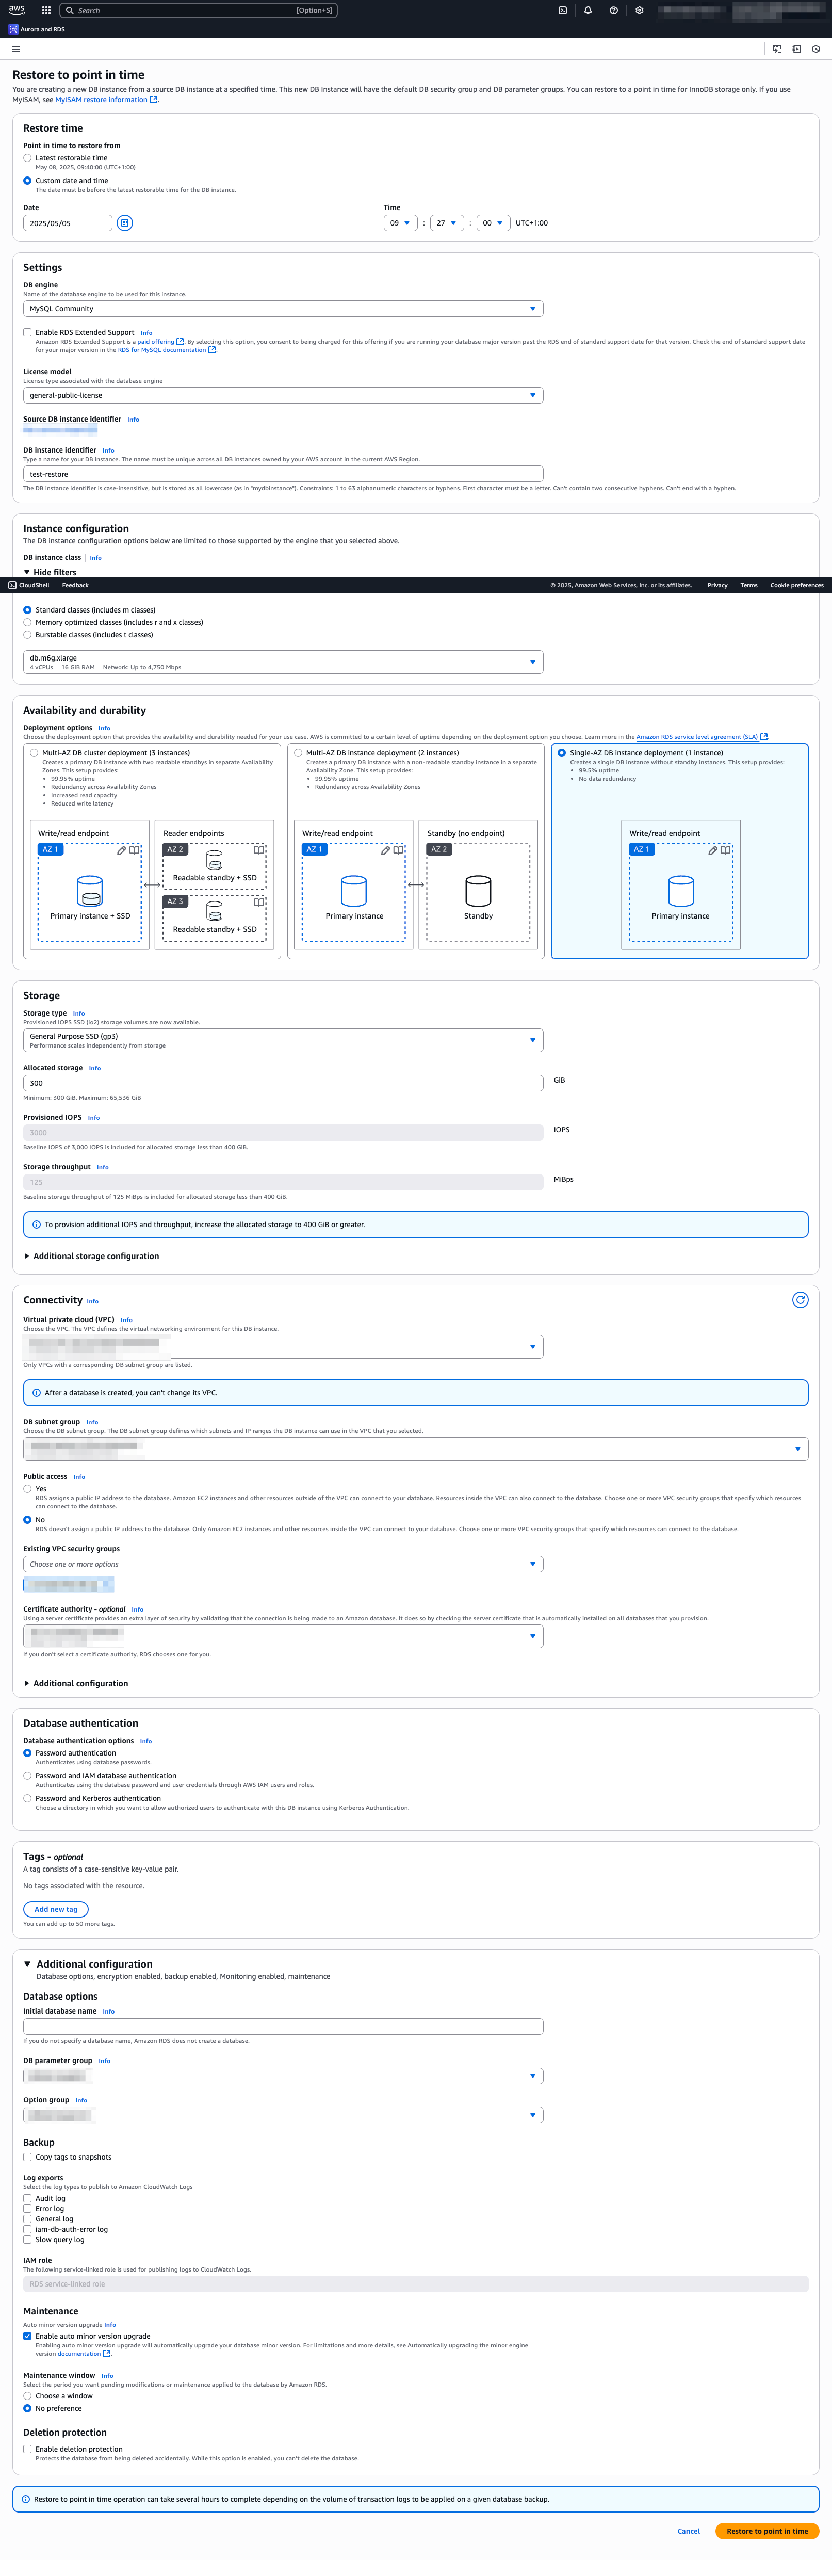 aws
Search [Option+S]
Aurora and RDS
Restore to point in time
You are creating a new DB instance from a source DB instance at a specified time. This new DB Instance will have the default DB security group and DB parameter groups. You can restore to a point in time for InnoDB storage only. If you use
MyISAM, see MyISAM restore information.
Restore time
Point in time to restore from
Latest restorable time
May 08, 2025, 09:40:00 (UTC+1:00)
Custom date and time
The date must be before the latest restorable time for the DB instance.
Date Time
2025/05/05 09 : 27 : 00 UTC+1:00
Settings
DB engine
Name of the database engine to be used for this instance.
MySQL Community
Enable RDS Extended Support Info
Amazon RDS Extended Support is a paid offering. By selecting this option, you consent to being charged for this offering if you are running your database major version past the RDS end of standard support date for that version. Check the end of standard support date
for your major version in the RDS for MySQL documentation.
License model
License type associated with the database engine
general-public-license
Source DB instance identifier Info
DB instance identifier Info
Type a name for your DB instance. The name must be unique across all DB instances owned by your AWS account in the current AWS Region.
test-restore
The DB instance identifier is case-insensitive, but is stored as all lowercase (as in "mydbinstance"). Constraints: 1 to 63 alphanumeric characters or hyphens. First character must be a letter. Can't contain two consecutive hyphens. Can't end with a hyphen.
Instance configuration
The DB instance configuration options below are limited to those supported by the engine that you selected above.
DB instance class Info
Hide filters
CloudShell Feedback © 2025, Amazon Web Services, Inc. or its affiliates. Privacy Terms Cookie preferences
Standard classes (includes m classes)
Memory optimized classes (includes r and x classes)
Burstable classes (includes t classes)
db.m6g.xlarge
4 vCPUs 16 GiB RAM Network: Up to 4,750 Mbps
Availability and durability
Deployment options Info
Choose the deployment option that provides the availability and durability needed for your use case. AWS is committed to a certain level of uptime depending on the deployment option you choose. Learn more in the Amazon RDS service level agreement (SLA)
Multi-AZ DB cluster deployment (3 instances)
Creates a primary DB instance with two readable standbys in separate Availability
Zones. This setup provides:
• 99.95% uptime
• Redundancy across Availability Zones
• Increased read capacity
• Reduced write latency
Write/read endpoint Reader endpoints
AZ 1
Primary instance + SSD
AZ 2
Readable standby + SSD
AZ 3
Readable standby + SSD
Multi-AZ DB instance deployment (2 instances)
Creates a primary DB instance with a non-readable standby instance in a separate
Availability Zone. This setup provides:
• 99.95% uptime
• Redundancy across Availability Zones
Write/read endpoint Standby (no endpoint)
AZ 1 AZ 2
Primary instance Standby
Single-AZ DB instance deployment (1 instance)
Creates a single DB instance without standby instances. This setup provides:
• 99.5% uptime
• No data redundancy
Write/read endpoint
AZ 1
Primary instance
Storage
Storage type Info
Provisioned IOPS SSD (io2) storage volumes are now available.
General Purpose SSD (gp3)
Performance scales independently from storage
Allocated storage Info
300 GiB
Minimum: 300 GiB. Maximum: 65,536 GiB
Provisioned IOPS Info
3000 IOPS
Baseline IOPS of 3,000 IOPS is included for allocated storage less than 400 GiB.
Storage throughput Info
125 MiBps
Baseline storage throughput of 125 MiBps is included for allocated storage less than 400 GiB.
To provision additional IOPS and throughput, increase the allocated storage to 400 GiB or greater.
Additional storage configuration
Connectivity Info
Virtual private cloud (VPC) Info
Choose the VPC. The VPC defines the virtual networking environment for this DB instance.
Only VPCs with a corresponding DB subnet group are listed.
After a database is created, you can't change its VPC.
DB subnet group Info
Choose the DB subnet group. The DB subnet group defines which subnets and IP ranges the DB instance can use in the VPC that you selected.
Public access Info
Yes
RDS assigns a public IP address to the database. Amazon EC2 instances and other resources outside of the VPC can connect to your database. Resources inside the VPC can also connect to the database. Choose one or more VPC security groups that specify which resources
can connect to the database.
No
RDS doesn't assign a public IP address to the database. Only Amazon EC2 instances and other resources inside the VPC can connect to your database. Choose one or more VPC security groups that specify which resources can connect to the database.
Existing VPC security groups
Choose one or more options
Certificate authority - optional Info
Using a server certificate provides an extra layer of security by validating that the connection is being made to an Amazon database. It does so by checking the server certificate that is automatically installed on all databases that you provision.
If you don't select a certificate authority, RDS chooses one for you.
Additional configuration
Database authentication
Database authentication options Info
Password authentication
Authenticates using database passwords.
Password and IAM database authentication
Authenticates using the database password and user credentials through AWS IAM users and roles.
Password and Kerberos authentication
Choose a directory in which you want to allow authorized users to authenticate with this DB instance using Kerberos Authentication.
Tags - optional
A tag consists of a case-sensitive key-value pair.
No tags associated with the resource.
Add new tag
You can add up to 50 more tags.
Additional configuration
Database options, encryption enabled, backup enabled, Monitoring enabled, maintenance
Database options
Initial database name Info
If you do not specify a database name, Amazon RDS does not create a database.
DB parameter group Info
Option group Info
Backup
Copy tags to snapshots
Log exports
Select the log types to publish to Amazon CloudWatch Logs
Audit log
Error log
General log
iam-db-auth-error log
Slow query log
IAM role
The following service-linked role is used for publishing logs to CloudWatch Logs.
RDS service-linked role
Maintenance
Auto minor version upgrade Info
Enable auto minor version upgrade
Enabling auto minor version upgrade will automatically upgrade your database minor version. For limitations and more details, see Automatically upgrading the minor engine
version documentation.
Maintenance window Info
Select the period you want pending modifications or maintenance applied to the database by Amazon RDS.
Choose a window
No preference
Deletion protection
Enable deletion protection
Protects the database from being deleted accidentally. While this option is enabled, you can't delete the database.
Restore to point in time operation can take several hours to complete depending on the volume of transaction logs to be applied on a given database backup.
Cancel Restore to point in time